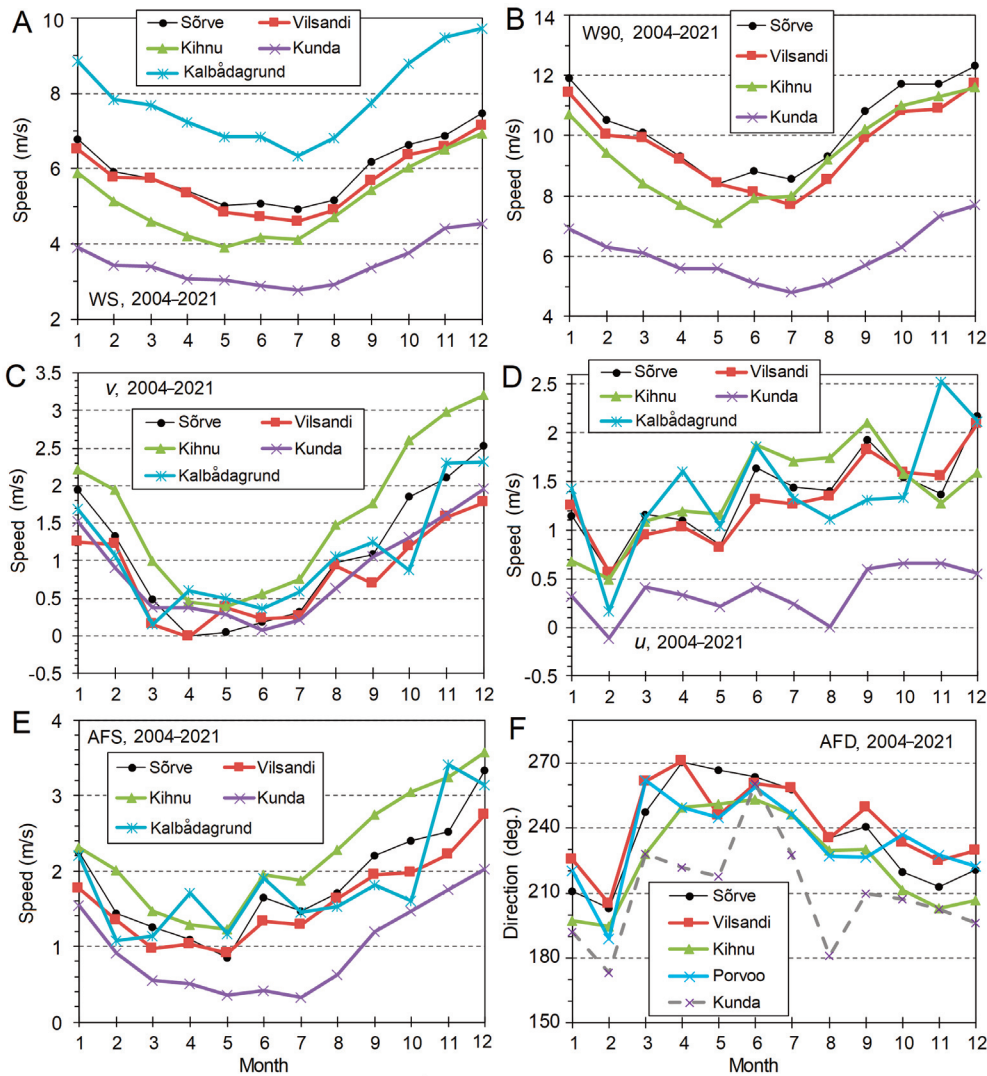 A
Sõrve
Vilsandi
Kihnu
Kunda
Kalbådagrund
10
8
6
4
2
Speed (m/s)
WS, 2004–2021
1 2 3 4 5 6 7 8 9 10 11 12
B
W90, 2004–2021
Sõrve
Vilsandi
Kihnu
Kunda
14
12
10
8
6
4
Speed (m/s)
1 2 3 4 5 6 7 8 9 10 11 12
C
v, 2004–2021
Sõrve
Vilsandi
Kihnu
Kunda
Kalbådagrund
3.5
3
2.5
2
1.5
1
0.5
0
-0.5
Speed (m/s)
1 2 3 4 5 6 7 8 9 10 11 12
D
Sõrve
Vilsandi
Kihnu
Kunda
Kalbådagrund
2.5
2
1.5
1
0.5
0
-0.5
Speed (m/s)
u, 2004–2021
1 2 3 4 5 6 7 8 9 10 11 12
E
AFS, 2004–2021
Sõrve
Vilsandi
Kihnu
Kunda
Kalbådagrund
4
3
2
1
0
Speed (m/s)
1 2 3 4 5 6 7 8 9 10 11 12
Month
F
AFD, 2004–2021
270
240
210
180
150
Direction (deg.)
Sõrve
Vilsandi
Kihnu
Porvoo
Kunda
1 2 3 4 5 6 7 8 9 10 11 12
Month